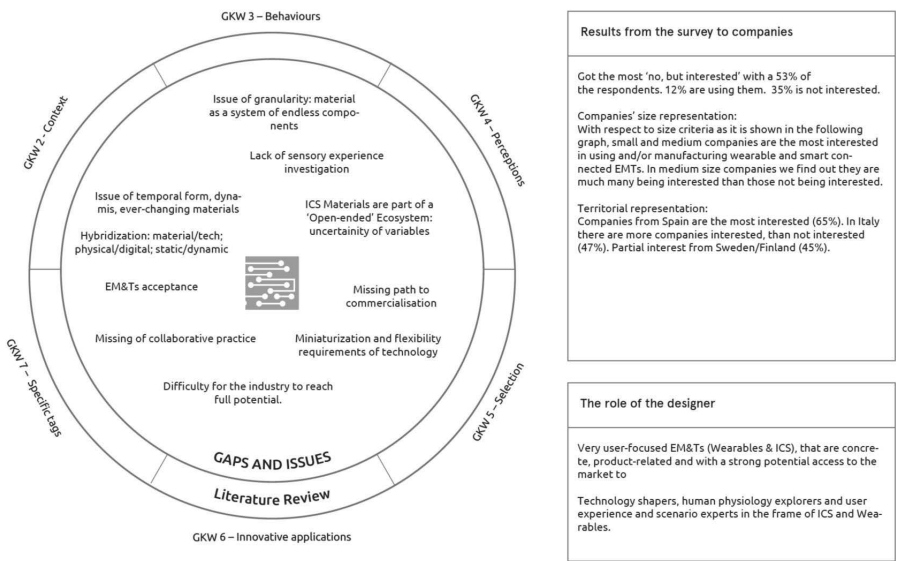 GKW 3 – Behaviours
GKW 2 - Context
GKW 4 – Perceptions
Issue of granularity: material
as a system of endless compo-
nents
Lack of sensory experience
investigation
Issue of temporal form, dyna-
mis, ever-changing materials
ICS Materials are part of a
‘Open-ended’ Ecosystem:
uncertainity of variables
Hybridization: material/tech;
physical/digital; static/dynamic
EM&Ts acceptance
Missing path to
commercialisation
Missing of collaborative practice
Miniaturization and flexibility
requirements of technology
Difficulty for the industry to reach
full potential.
GKW 7 – Specific tags
GKW 5 – Selection
GAPS AND ISSUES
Literature Review
GKW 6 – Innovative applications
Results from the survey to companies
Got the most ‘no, but interested’ with a 53% of
the respondents. 12% are using them. 35% is not interested.
Companies’ size representation:
With respect to size criteria as it is shown in the following
graph, small and medium companies are the most interested
in using and/or manufacturing wearable and smart con-
nected EMTs. In medium size companies we find out they are
much many being interested than those not being interested.
Territorial representation:
Companies from Spain are the most interested (65%). In Italy
there are more companies interested, than not interested
(47%). Partial interest from Sweden/Finland (45%).
The role of the designer
Very user-focused EM&Ts (Wearables & ICS), that are concre-
te, product-related and with a strong potential access to the
market to
Technology shapers, human physiology explorers and user
experience and scenario experts in the frame of ICS and Wea-
rables.